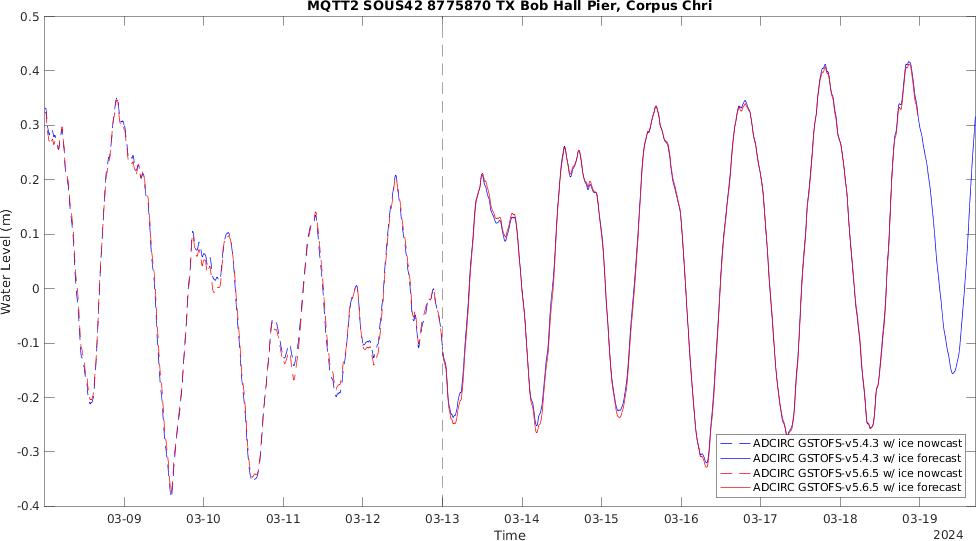 MQTT2 SOUS42 8775870 TX Bob Hall Pier, Corpus Chri
0.5
0.4
0.3
0.2
0.1
0
-0.1
-0.2
-0.3
-0.4
Water Level (m)
ADCIRC GSTOFS-v5.4.3 w/ ice nowcast
ADCIRC GSTOFS-v5.4.3 w/ ice forecast
ADCIRC GSTOFS-v5.6.5 w/ ice nowcast
ADCIRC GSTOFS-v5.6.5 w/ ice forecast
03-09 03-10 03-11 03-12 03-13 03-14 03-15 03-16 03-17 03-18 03-19
Time
2024